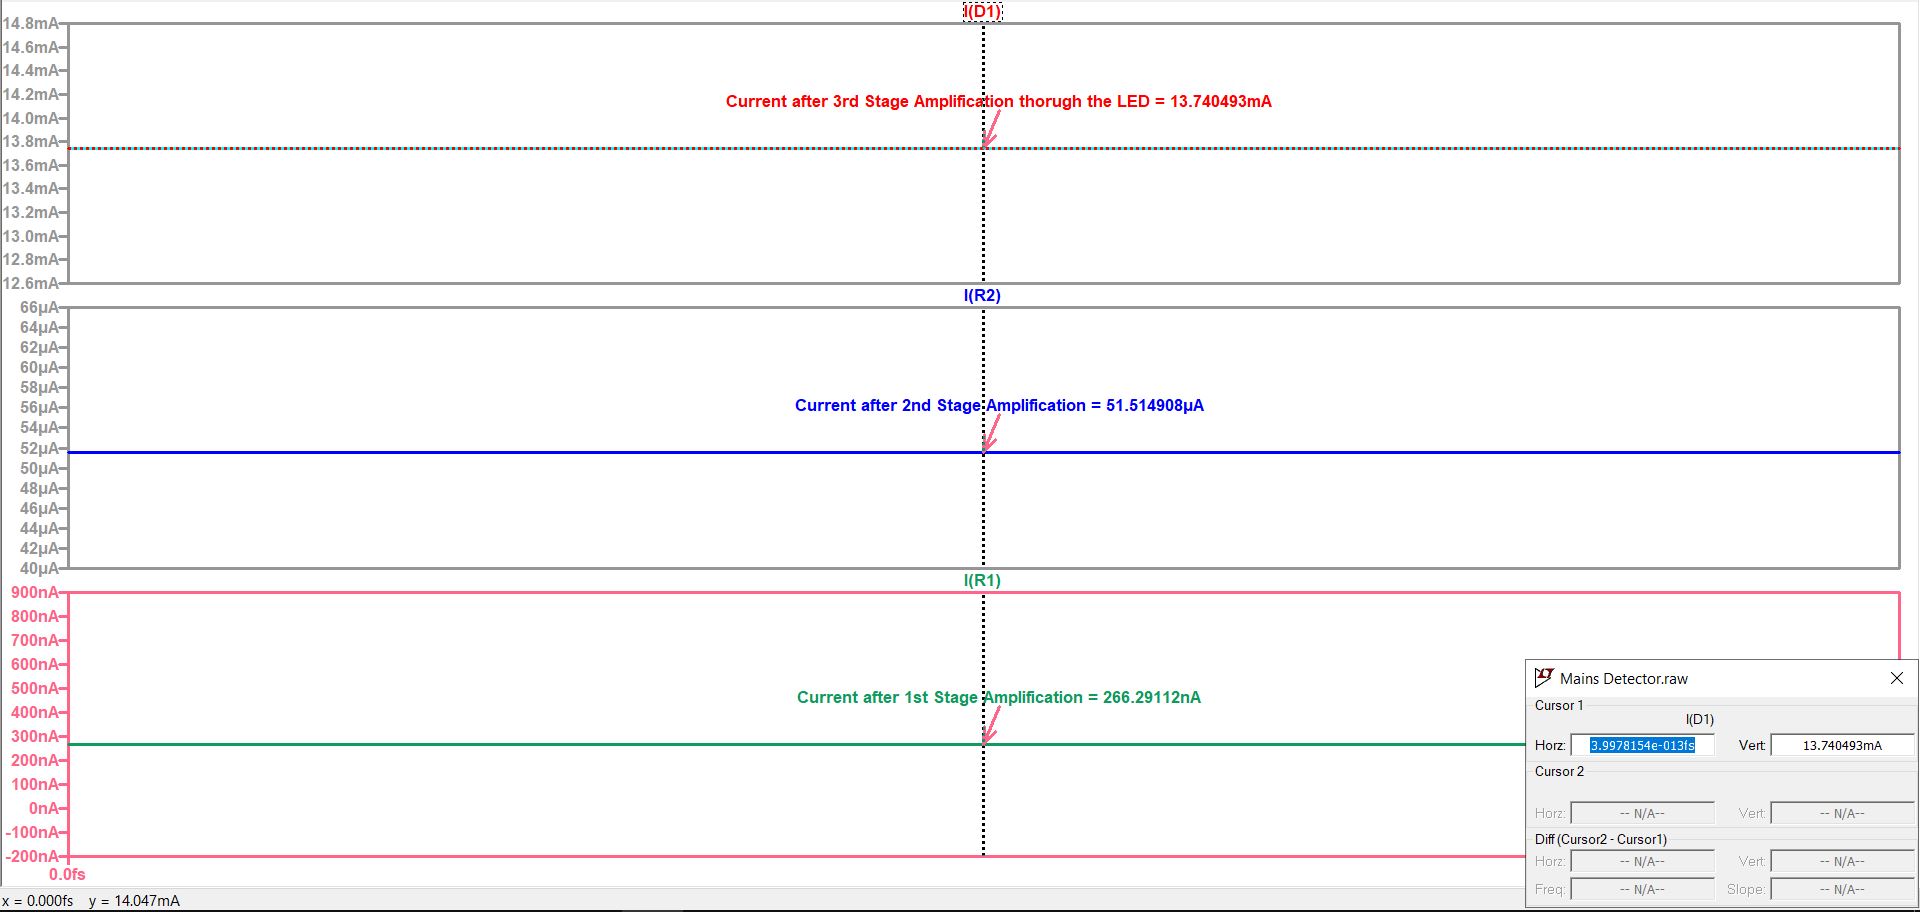 I(D1)
14.8mA
14.6mA
14.4mA
14.2mA
14.0mA
13.8mA
13.6mA
13.4mA
13.2mA
13.0mA
12.8mA
12.6mA
Current after 3rd Stage Amplification thorugh the LED = 13.740493mA
I(R2)
66µA
64µA
62µA
60µA
58µA
56µA
54µA
52µA
50µA
48µA
46µA
44µA
42µA
40µA
Current after 2nd Stage Amplification = 51.514908µA
I(R1)
900nA
800nA
700nA
600nA
500nA
400nA
300nA
200nA
100nA
0nA
-100nA
-200nA
0.0fs
Current after 1st Stage Amplification = 266.29112nA
Mains Detector.raw
Cursor 1
I(D1)
Horz: 3.9978154e-013fs Vert: 13.740493mA
Cursor 2
Horz: -- N/A-- Vert: -- N/A--
Diff (Cursor2 - Cursor1)
Horz: -- N/A-- Vert: -- N/A--
Freq: -- N/A-- Slope: -- N/A--
x = 0.000fs y = 14.047mA